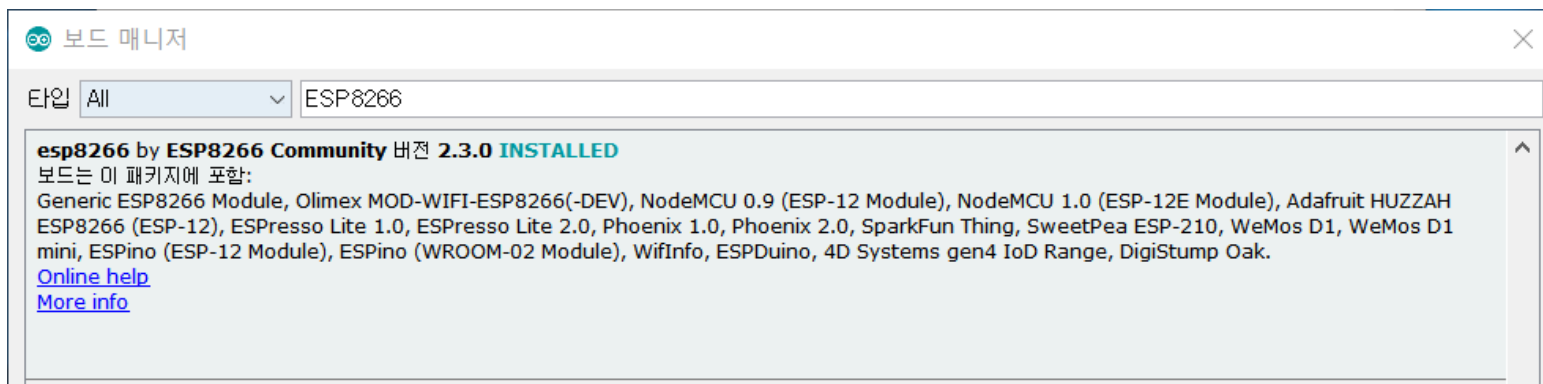 보드 매니저
타입 All ESP8266
esp8266 by ESP8266 Community 버전 2.3.0 INSTALLED
보드는 이 패키지에 포함:
Generic ESP8266 Module, Olimex MOD-WIFI-ESP8266(-DEV), NodeMCU 0.9 (ESP-12 Module), NodeMCU 1.0 (ESP-12E Module), Adafruit HUZZAH
ESP8266 (ESP-12), ESPresso Lite 1.0, ESPresso Lite 2.0, Phoenix 1.0, Phoenix 2.0, SparkFun Thing, SweetPea ESP-210, WeMos D1, WeMos D1
mini, ESPino (ESP-12 Module), ESPino (WROOM-02 Module), WifInfo, ESPDuino, 4D Systems gen4 IoD Range, DigiStump Oak.
Online help
More info